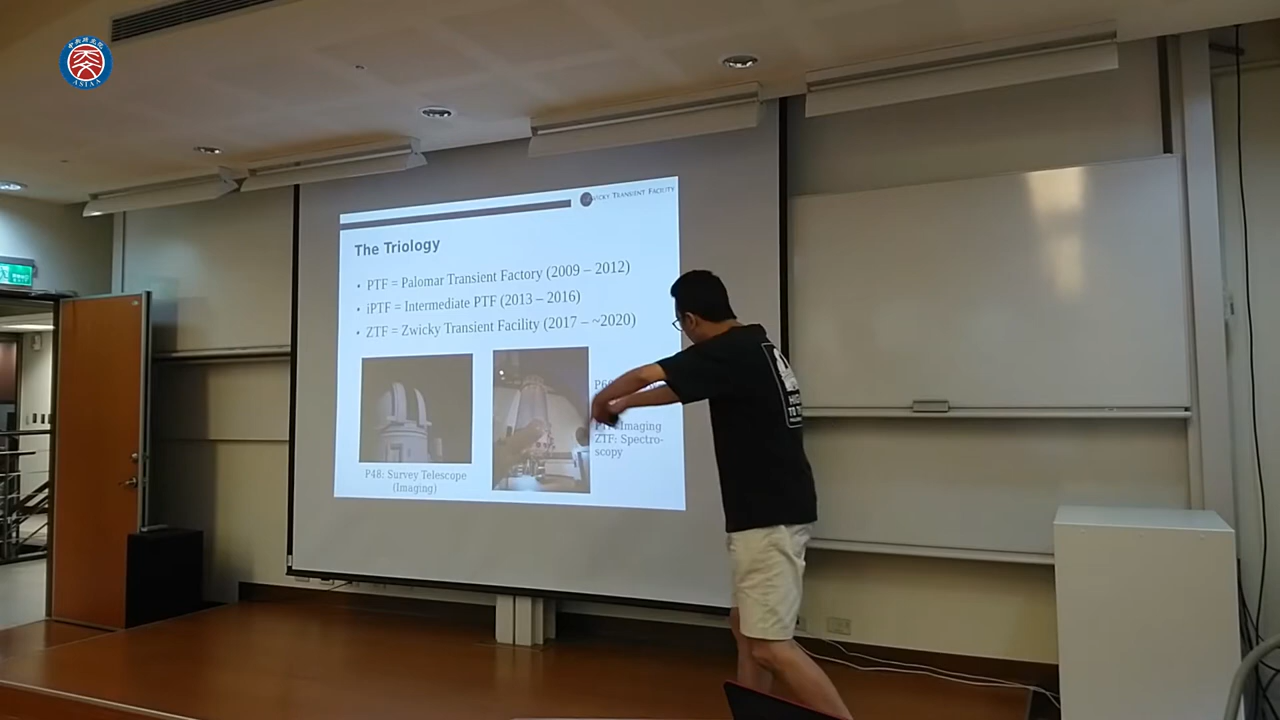 ASIAA
ZWICKY TRANSIENT FACILITY
The Triology
• PTF = Palomar Transient Factory (2009 – 2012)
• iPTF = Intermediate PTF (2013 – 2016)
• ZTF = Zwicky Transient Facility (2017 – ~2020)
P48: Survey Telescope
(Imaging)
Imaging
ZTF: Spectro-
scopy